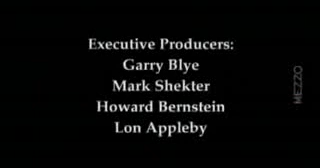 Executive Producers:
Garry Blye
Mark Shekter
Howard Bernstein
Lon Appleby
MEZZO